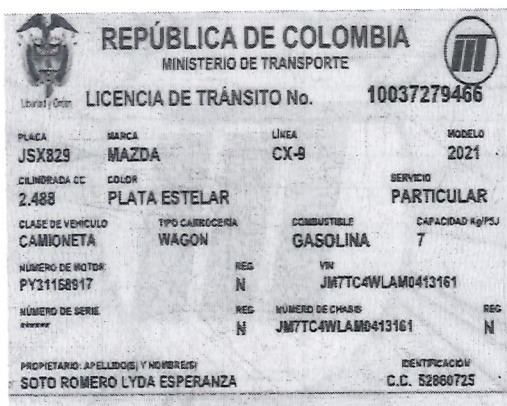 REPÚBLICA DE COLOMBIA
MINISTERIO DE TRANSPORTE
Libertad y Orden
LICENCIA DE TRÁNSITO No. 10037279466
PLACA MARCA LÍNEA MODELO
JSX829 MAZDA CX-9 2021
CILINDRADA CC COLOR SERVICIO
2.488 PLATA ESTELAR PARTICULAR
CLASE DE VEHÍCULO TIPO CARROCERÍA COMBUSTIBLE CAPACIDAD Kg/PSJ
CAMIONETA WAGON GASOLINA 7
NÚMERO DE MOTOR REG VIN
PY31158917 N JM7TC4WLAM0413161
NÚMERO DE SERIE REG NÚMERO DE CHASIS REG
****** N JM7TC4WLAM0413161 N
PROPIETARIO: APELLIDO(S) Y NOMBRE(S) IDENTIFICACIÓN
SOTO ROMERO LYDA ESPERANZA C.C. 52860725